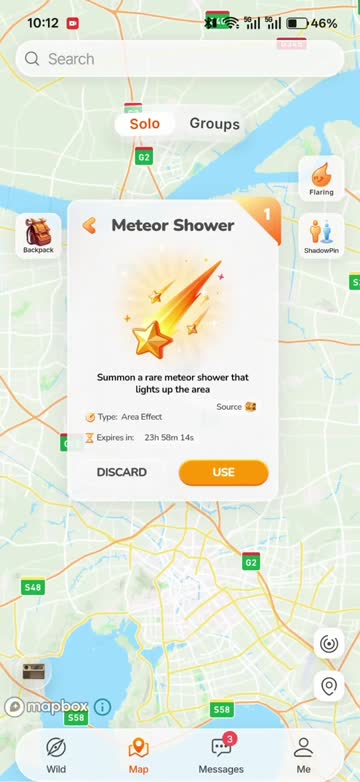 10:12
5G
5G
46%
Search
Solo
Groups
G2
Flaring
1
Meteor Shower
Backpack
ShadowPin
Summon a rare meteor shower that
lights up the area
Source
Type: Area Effect
Expires in: 23h 58m 14s
DISCARD
USE
G2
S48
mapbox
S58
S58
3
Wild
Map
Messages
Me